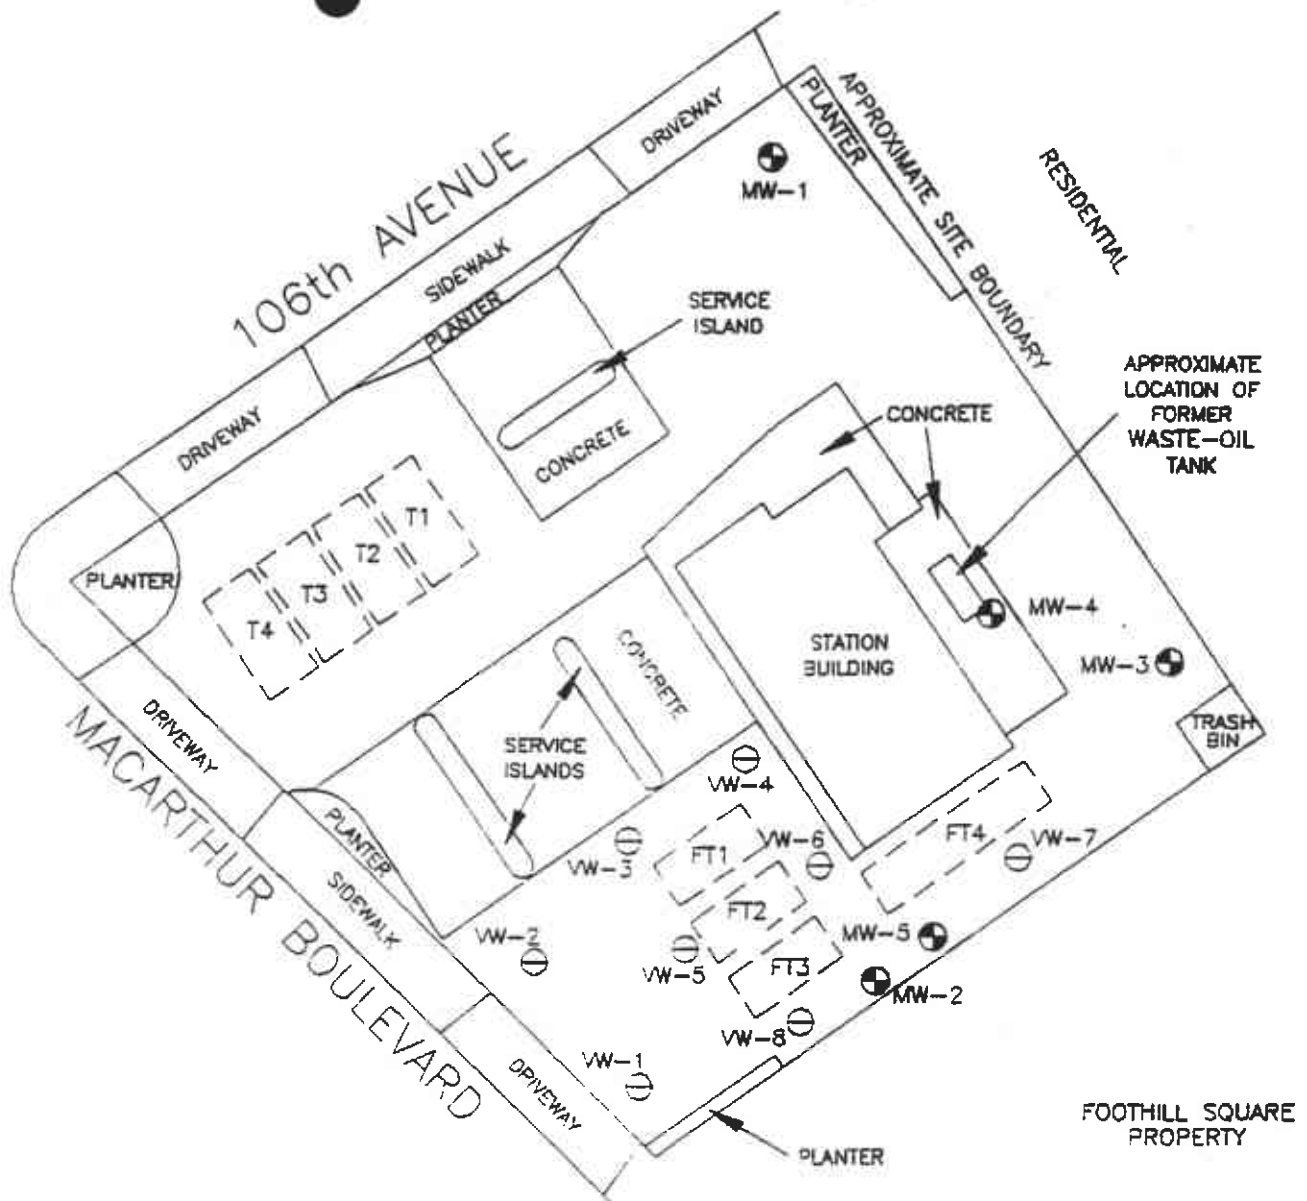 DRIVEWAY
PLANTER
APPROXIMATE SITE BOUNDARY
MW-1
RESIDENTIAL
106th AVENUE
SIDEWALK
PLANTER
SERVICE
ISLAND
APPROXIMATE
LOCATION OF
FORMER
WASTE-OIL
TANK
DRIVEWAY
CONCRETE
CONCRETE
T1
T2
T3
T4
PLANTER
MW-4
STATION
BUILDING
CONCRETE
MW-3
TRASH
BIN
DRIVEWAY
MACARTHUR BOULEVARD
SERVICE
ISLANDS
VW-4
PLANTER
VW-3
FT1
VW-6
FT4
VW-7
SIDEWALK
FT2
VW-2
VW-5
FT3
MW-5
MW-2
VW-8
VW-1
DRIVEWAY
PLANTER
FOOTHILL SQUARE
PROPERTY